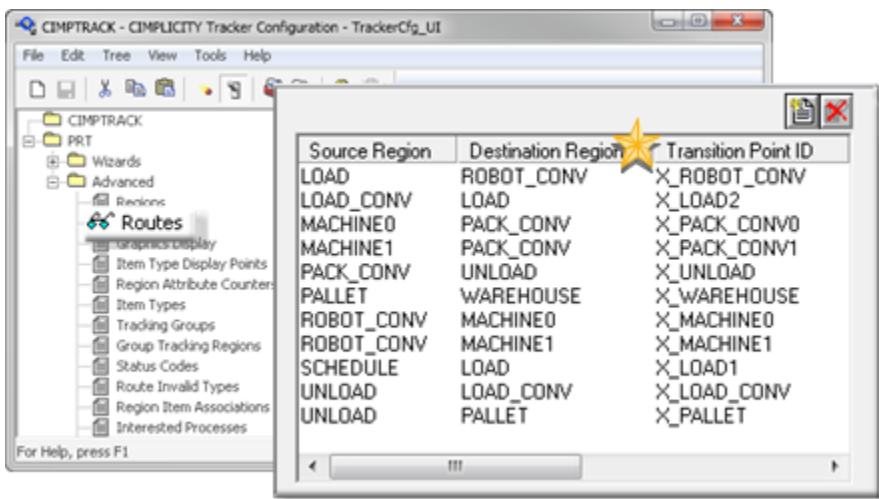 CIMPTRACK - CIMPLICITY Tracker Configuration - TrackerCfg_UI
File Edit Tree View Tools Help
CIMPTRACK
PRT
Wizards
Advanced
Regions
Routes
Graphics Display
Item Type Display Points
Region Attribute Counters
Item Types
Tracking Groups
Group Tracking Regions
Status Codes
Route Invalid Types
Region Item Associations
Interested Processes
For Help, press F1
Source Region Destination Region Transition Point ID
LOAD ROBOT_CONV X_ROBOT_CONV
LOAD_CONV LOAD X_LOAD2
MACHINE0 PACK_CONV X_PACK_CONV0
MACHINE1 PACK_CONV X_PACK_CONV1
PACK_CONV UNLOAD X_UNLOAD
PALLET WAREHOUSE X_WAREHOUSE
ROBOT_CONV MACHINE0 X_MACHINE0
ROBOT_CONV MACHINE1 X_MACHINE1
SCHEDULE LOAD X_LOAD1
UNLOAD LOAD_CONV X_LOAD_CONV
UNLOAD PALLET X_PALLET